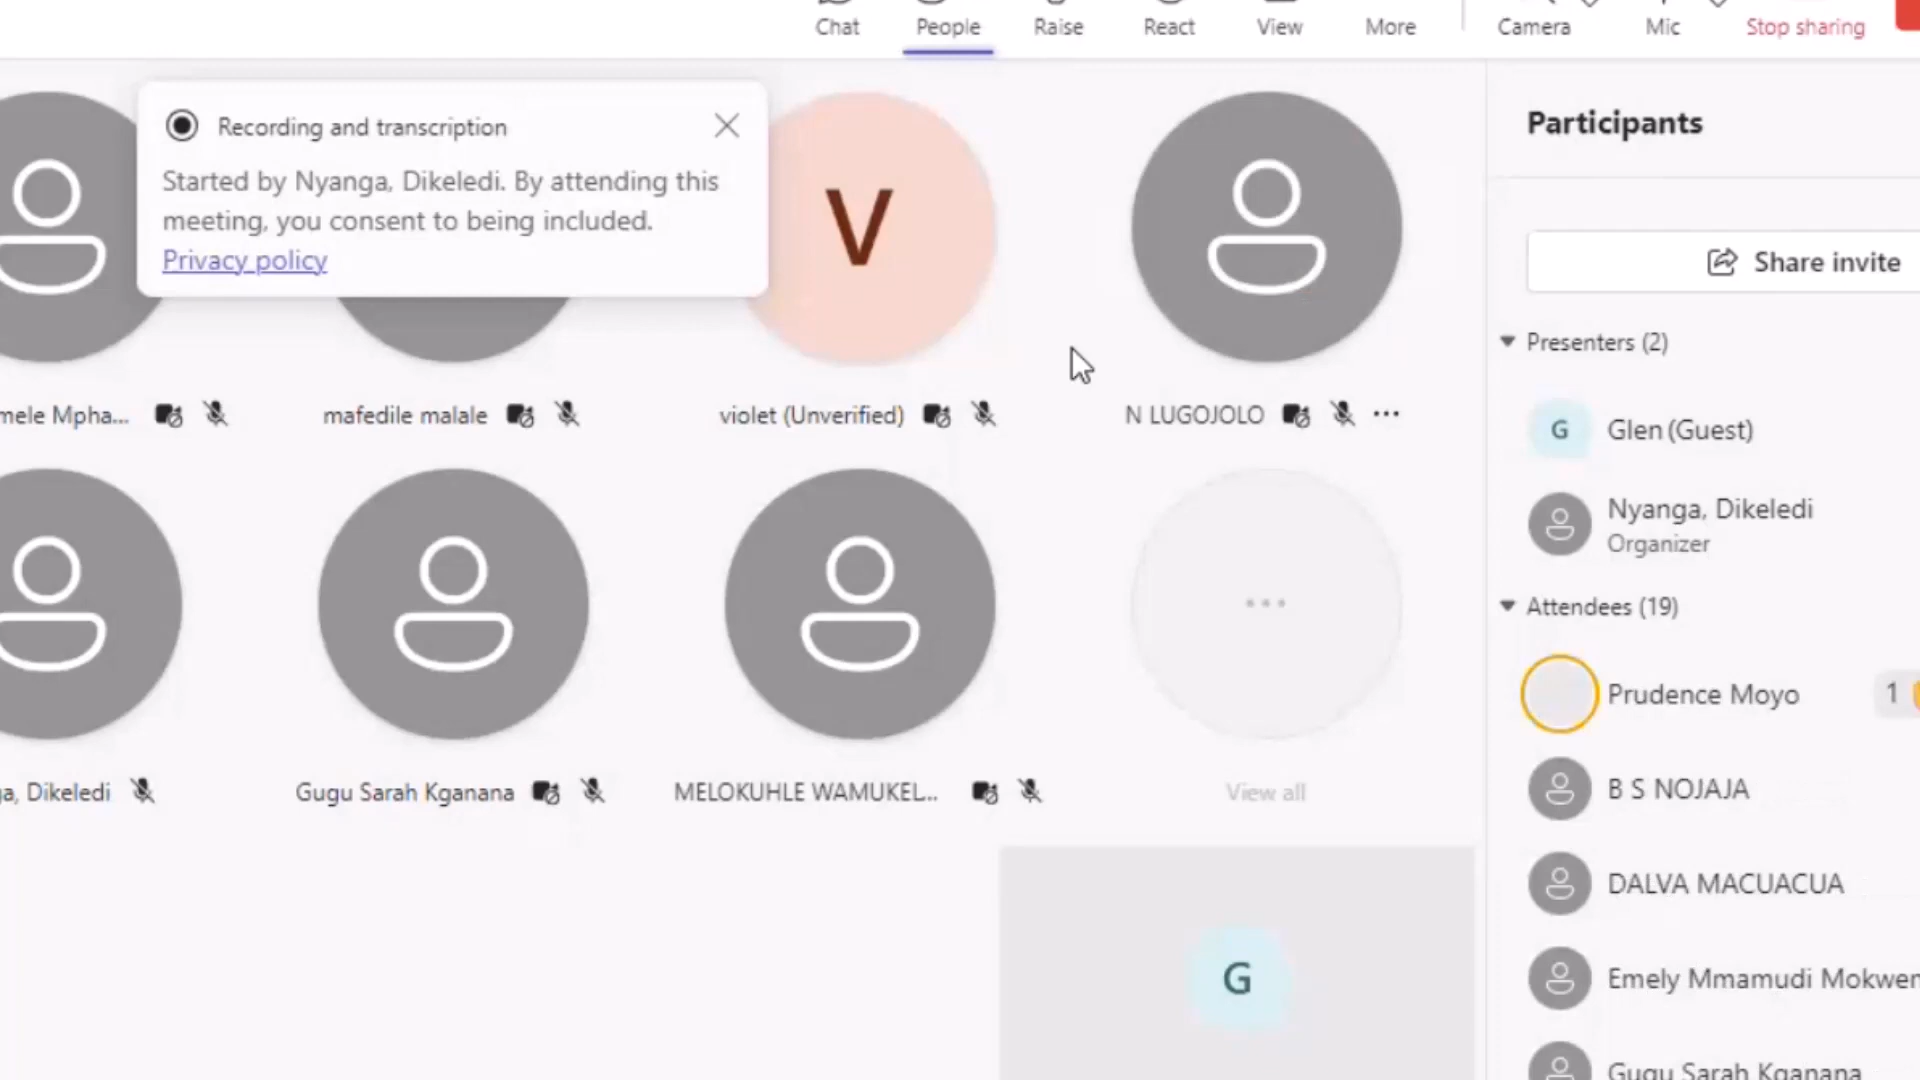 Chat People Raise React View More Camera Mic Stop sharing
Recording and transcription
Started by Nyanga, Dikeledi. By attending this
meeting, you consent to being included.
Privacy policy
V
mele Mpha...
mafedile malale
violet (Unverified)
N LUGOJOLO
a, Dikeledi
Gugu Sarah Kganana
MELOKUHLE WAMUKEL...
View all
G
Participants
Share invite
Presenters (2)
G
Glen (Guest)
Nyanga, Dikeledi
Organizer
Attendees (19)
Prudence Moyo
1
B S NOJAJA
DALVA MACUACUA
Emely Mmamudi Mokwen
Gugu Sarah Kganana